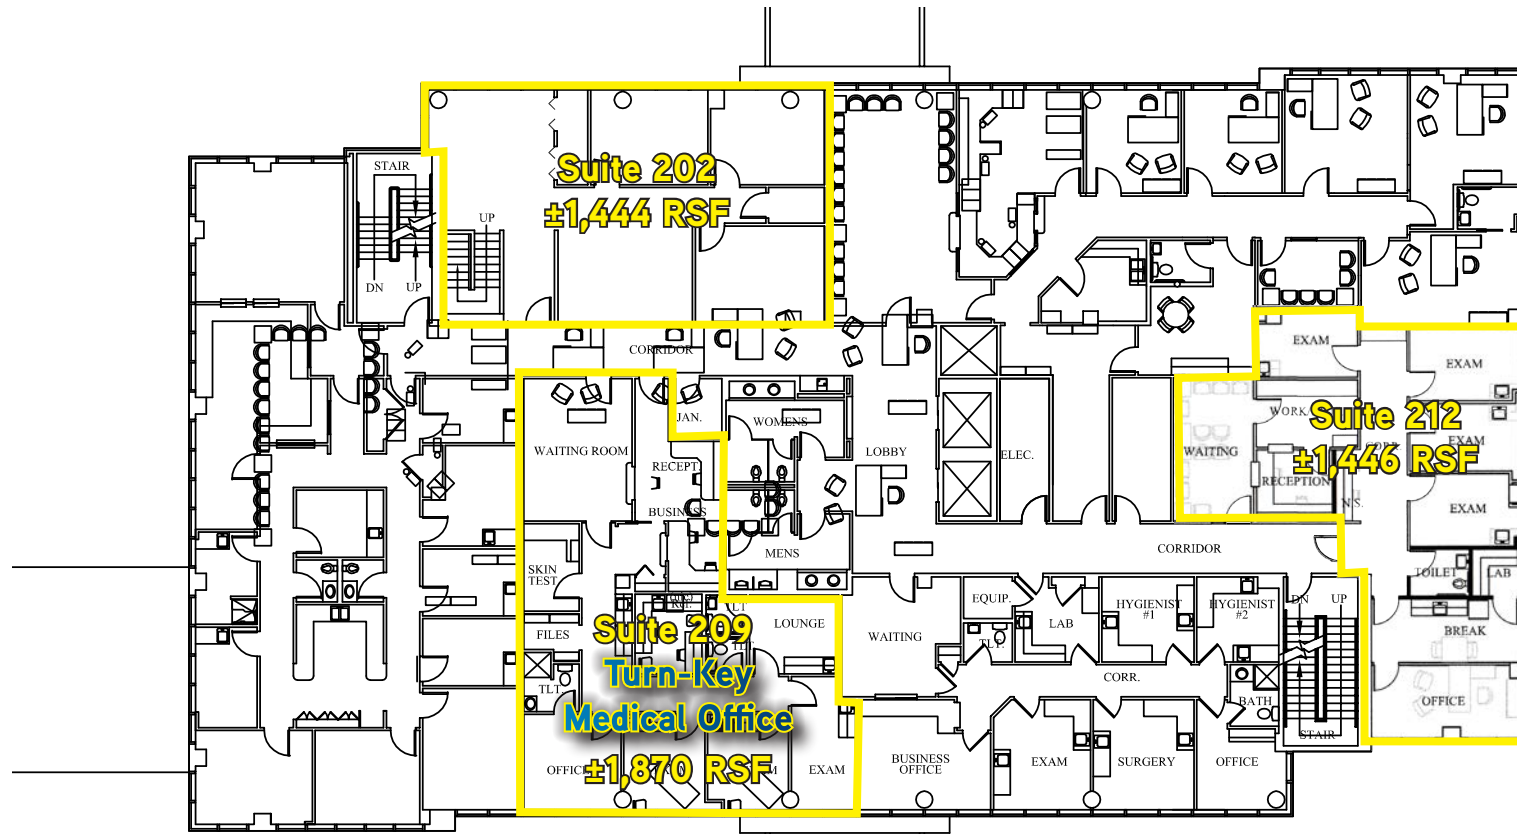 STAIR
UP
DN
UP
Suite 202
±1,444 RSF
CORRIDOR
JAN.
WOMENS
WAITING ROOM
RECEPT.
BUSINESS
MENS
LOBBY
ELEC.
EXAM
EXAM
WORK
Suite 212
±1,446 RSF
WAITING
CORR.
EXAM
RECEPTION
N.S.
EXAM
CORRIDOR
TOILET
LAB
BREAK
OFFICE
SKIN
TEST
FILES
TLT
LOUNGE
TLT.
Suite 209
Turn-Key
Medical Office
±1,870 RSF
TLT.
OFFICE
EXAM
WAITING
EQUIP.
TLT.
LAB
HYGIENIST
#1
HYGIENIST
#2
DN
UP
CORR.
BATH
STAIR
BUSINESS
OFFICE
EXAM
SURGERY
OFFICE